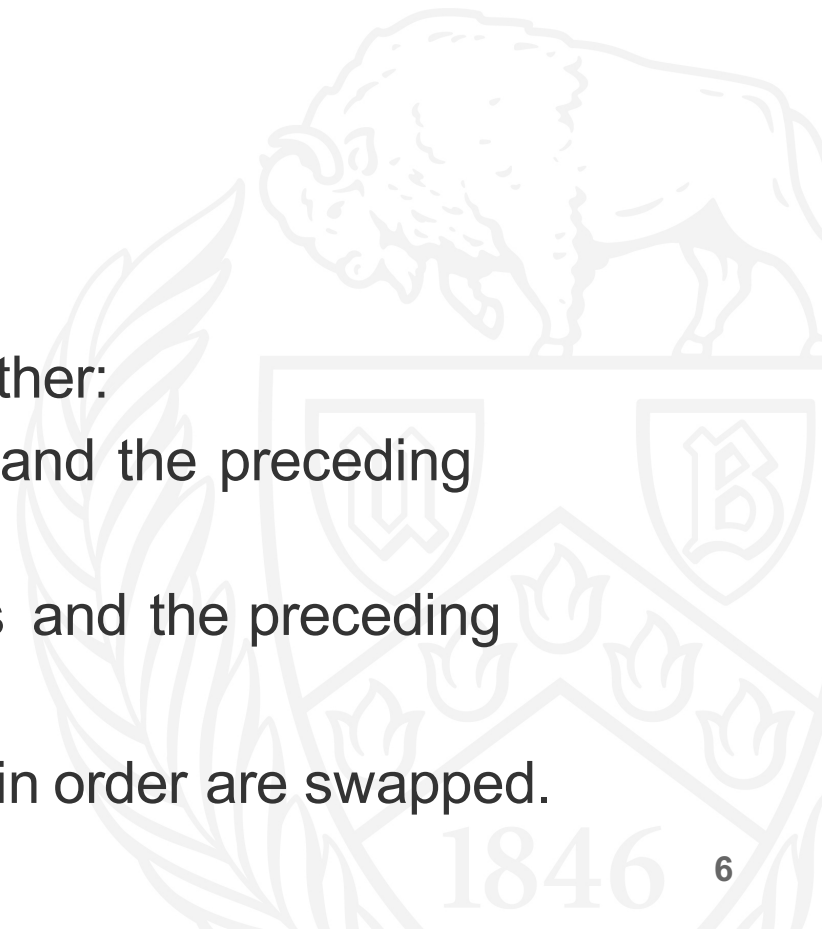 ther:
and the preceding
s and the preceding
in order are swapped.
U B
1846
6